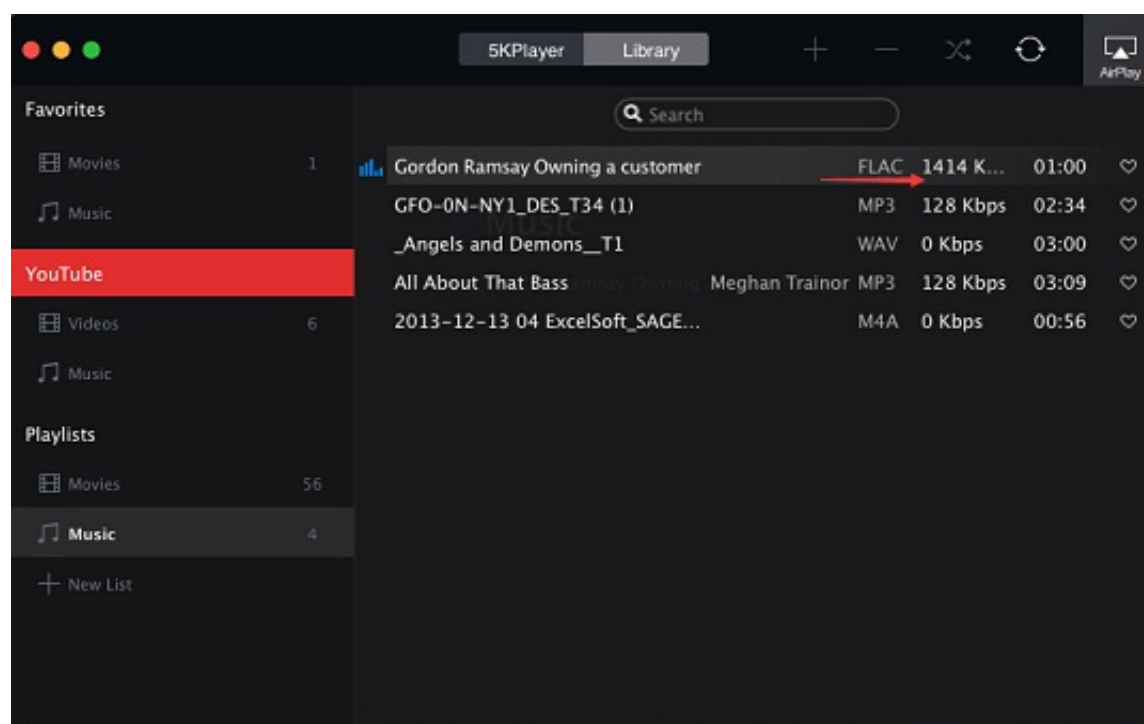 5KPlayer Library
AirPlay
Favorites
Search
Movies 1
Music
YouTube
Videos 6
Music
Playlists
Movies 56
Music 4
New List
Gordon Ramsay Owning a customer FLAC 1414 K... 01:00
GFO-0N-NY1_DES_T34 (1) MP3 128 Kbps 02:34
Music
_Angels and Demons__T1 WAV 0 Kbps 03:00
All About That Bass Meghan Trainor MP3 128 Kbps 03:09
2013-12-13 04 ExcelSoft_SAGE... M4A 0 Kbps 00:56